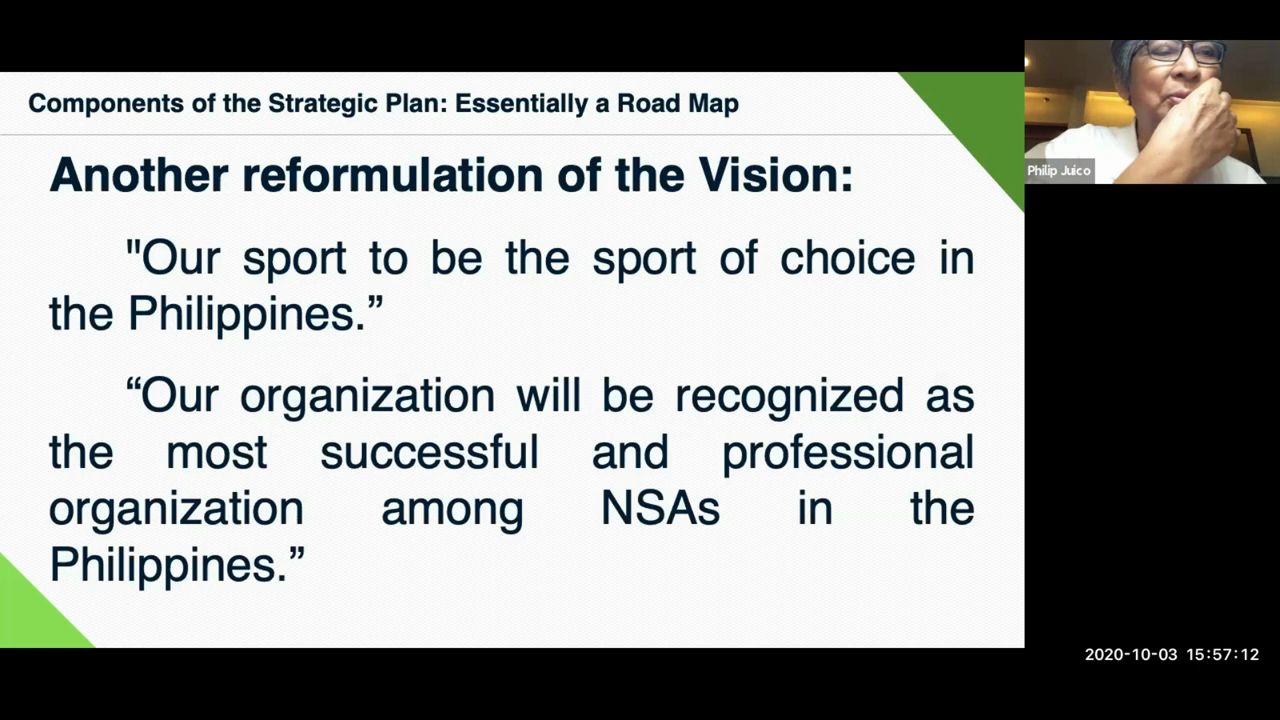 Components of the Strategic Plan: Essentially a Road Map
Another reformulation of the Vision:
"Our sport to be the sport of choice in
the Philippines.”
“Our organization will be recognized as
the most successful and professional
organization among NSAs in the
Philippines.”
Philip Juico
2020-10-03 15:57:12